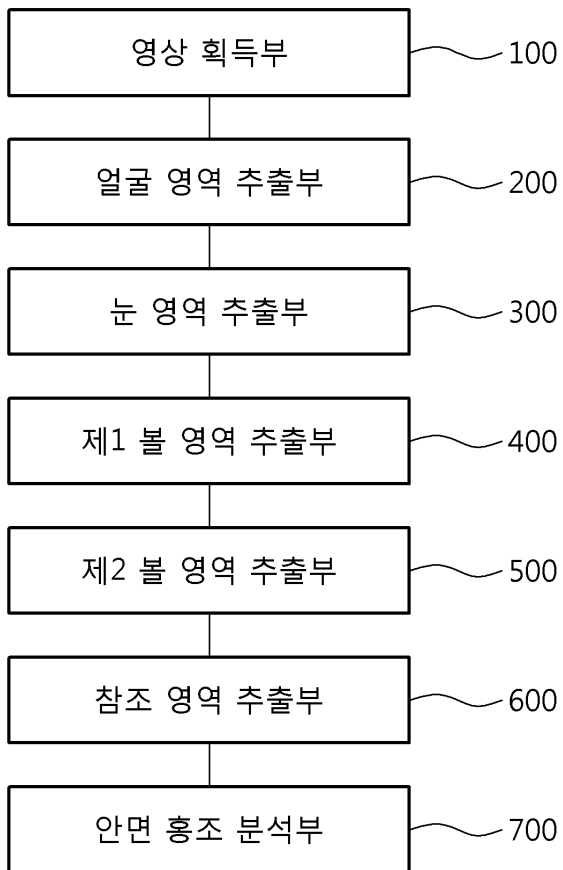 영상 획득부 100
얼굴 영역 추출부 200
눈 영역 추출부 300
제1 볼 영역 추출부 400
제2 볼 영역 추출부 500
참조 영역 추출부 600
안면 홍조 분석부 700